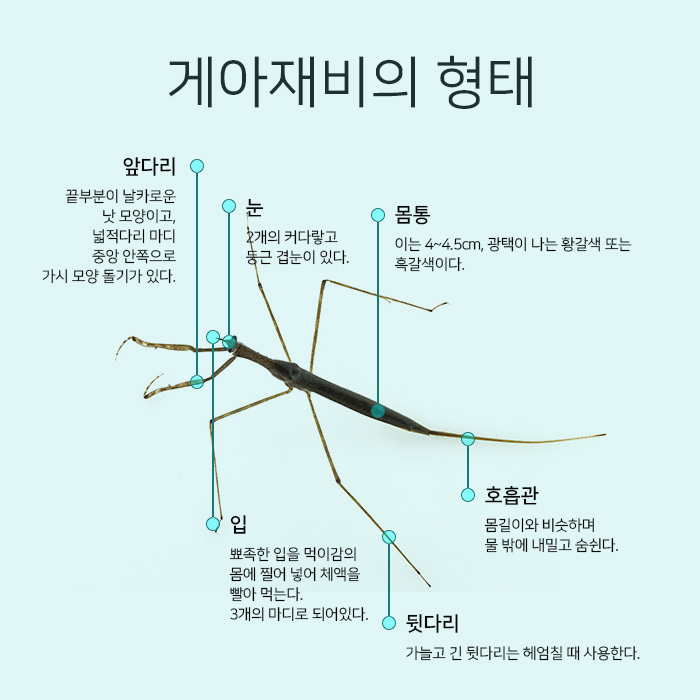 게아재비의 형태
앞다리
끝부분이 날카로운
낫 모양이고,
넓적다리 마디
중앙 안쪽으로
가시 모양 돌기가 있다.
눈
2개의 커다랗고
둥근 겹눈이 있다.
몸통
이는 4~4.5cm, 광택이 나는 황갈색 또는
흑갈색이다.
호흡관
몸길이와 비슷하며
물 밖에 내밀고 숨쉰다.
입
뾰족한 입을 먹이감의
몸에 찔어 넣어 체액을
빨아 먹는다.
3개의 마디로 되어있다.
뒷다리
가늘고 긴 뒷다리는 헤엄칠 때 사용한다.